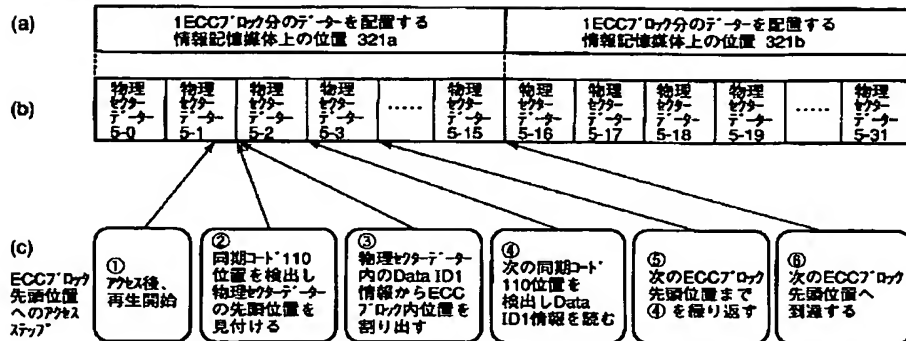 (a)
1ECCブロック分のデーターを配置する
情報記憶媒体上の位置 321a
1ECCブロック分のデーターを配置する
情報記憶媒体上の位置 321b
(b)
物理
セクター
データー
5-0
物理
セクター
データー
5-1
物理
セクター
データー
5-2
物理
セクター
データー
5-3
.....
物理
セクター
データー
5-15
物理
セクター
データー
5-16
物理
セクター
データー
5-17
物理
セクター
データー
5-18
物理
セクター
データー
5-19
.....
物理
セクター
データー
5-31
(c)
ECCブロック
先頭位置
へのアクセス
ステップ
①
アクセス後、
再生開始
②
同期コード110
位置を検出し
物理セクターデーター
の先頭位置を
見付ける
③
物理セクターデーター
内のData ID1
情報からECC
ブロック内位置を
割り出す
④
次の同期コード
110位置を
検出しData
ID1情報を読む
⑤
次のECCブロック
先頭位置まで
④を繰り返す
⑥
次のECCブロック
先頭位置へ
到達する